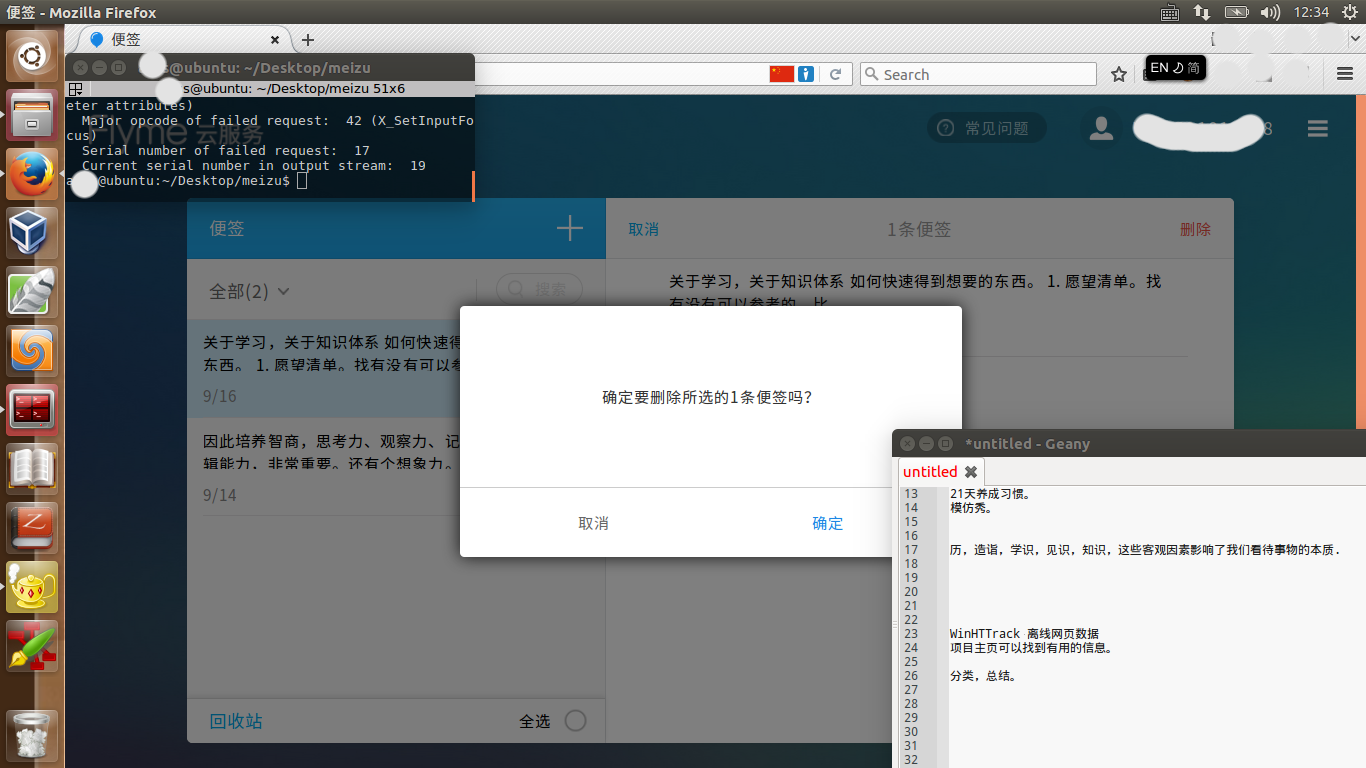 便签 - Mozilla Firefox
12:34
便签
s@ubuntu: ~/Desktop/meizu
s@ubuntu: ~/Desktop/meizu 51x6
eter attributes)
Major opcode of failed request: 42 (X_SetInputFo
cus)
Serial number of failed request: 17
Current serial number in output stream: 19
@ubuntu:~/Desktop/meizu$
Search
EN 简
Flyme 云服务
常见问题
8
便签
取消
1条便签
删除
全部(2)
搜索
关于学习，关于知识体系 如何快速得
东西。 1. 愿望清单。找有没有可以参
9/16
因此培养智商，思考力、观察力、记
辑能力，非常重要。还有个想象力。
9/14
关于学习，关于知识体系 如何快速得到想要的东西。 1. 愿望清单。找
有没有可以参考的，比
确定要删除所选的1条便签吗？
取消
确定
回收站
全选
*untitled - Geany
untitled
13 21天养成习惯。
14 模仿秀。
15
16
17 历，造诣，学识，见识，知识，这些客观因素影响了我们看待事物的本质.
18
19
20
21
22
23 WinHTTrack 离线网页数据
24 项目主页可以找到有用的信息。
25
26 分类，总结。
27
28
29
30
31
32